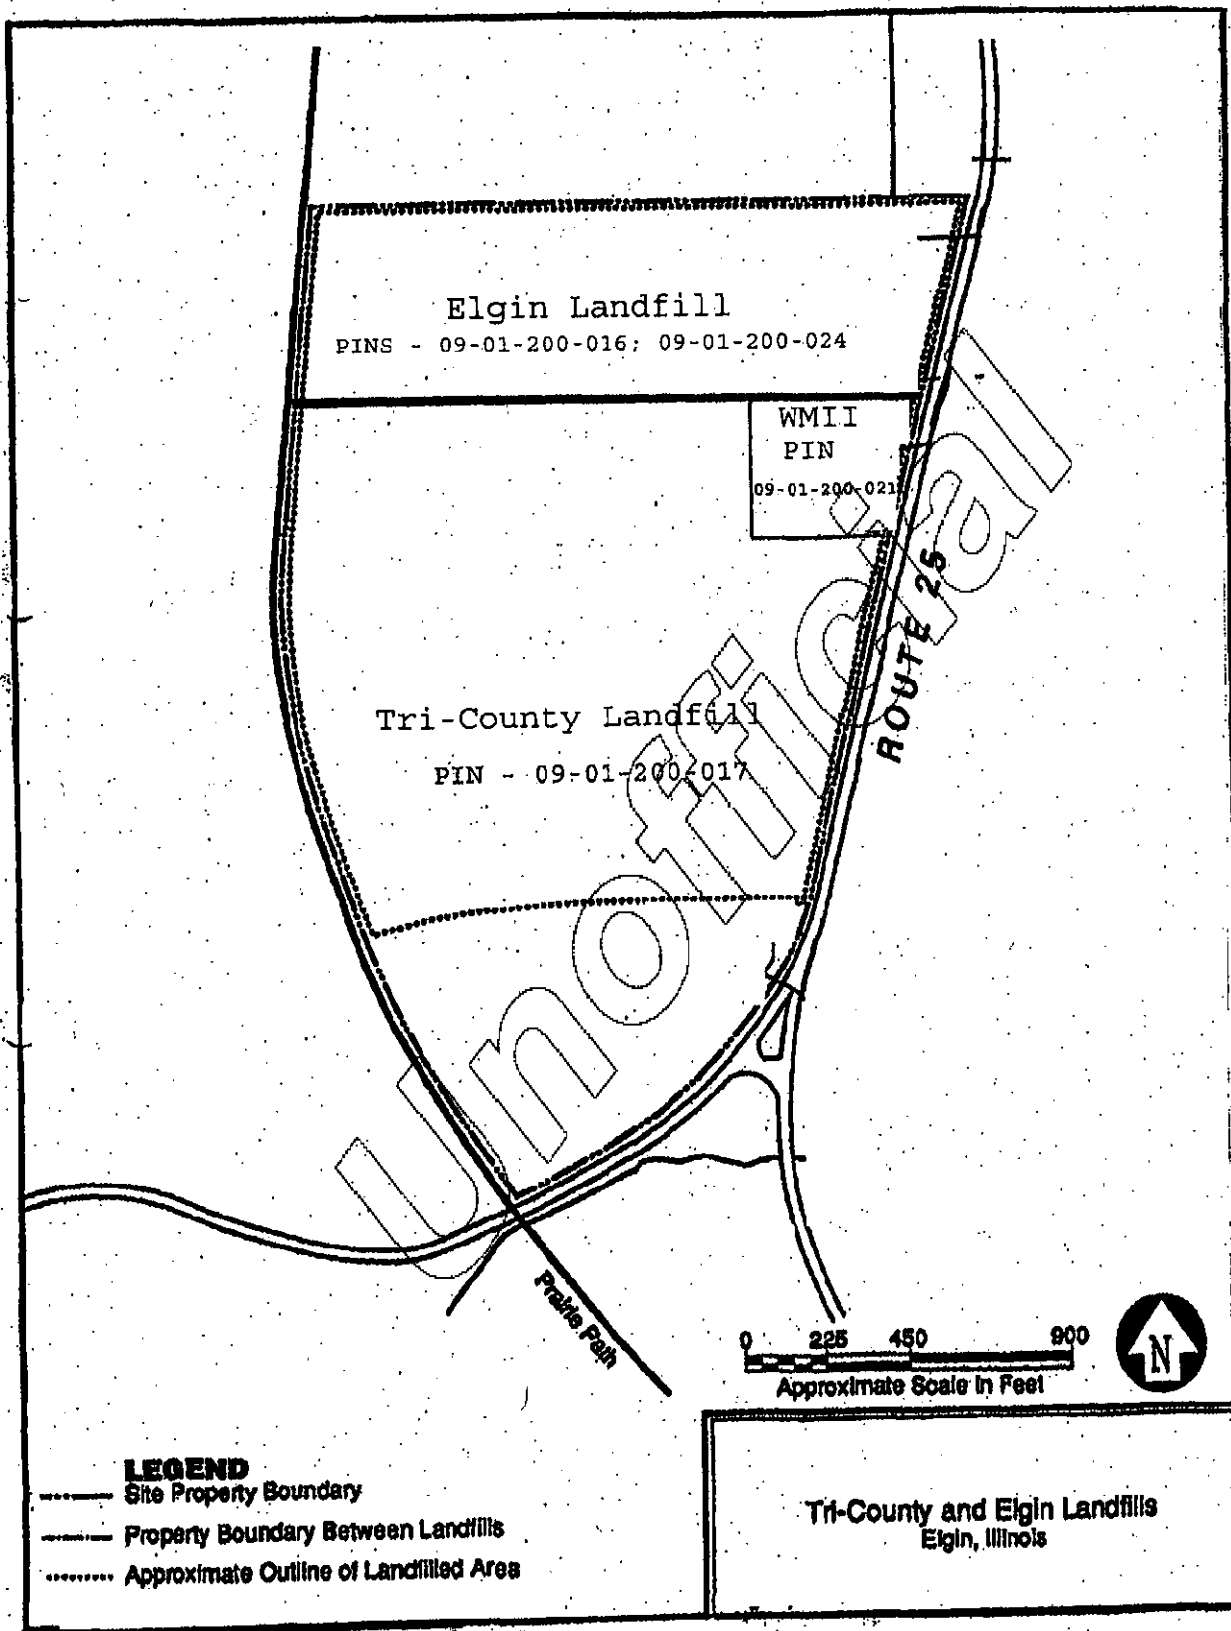 Elgin Landfill
PINS - 09-01-200-016; 09-01-200-024
WMII
PIN
09-01-200-021
ROUTE 25
Tri-County Landfill
PIN - 09-01-200-017
Unofficial
Prairie Path
0 225 450 900
Approximate Scale in Feet
N
LEGEND
Site Property Boundary
Property Boundary Between Landfills
Approximate Outline of Landfilled Area
Tri-County and Elgin Landfills
Elgin, Illinois